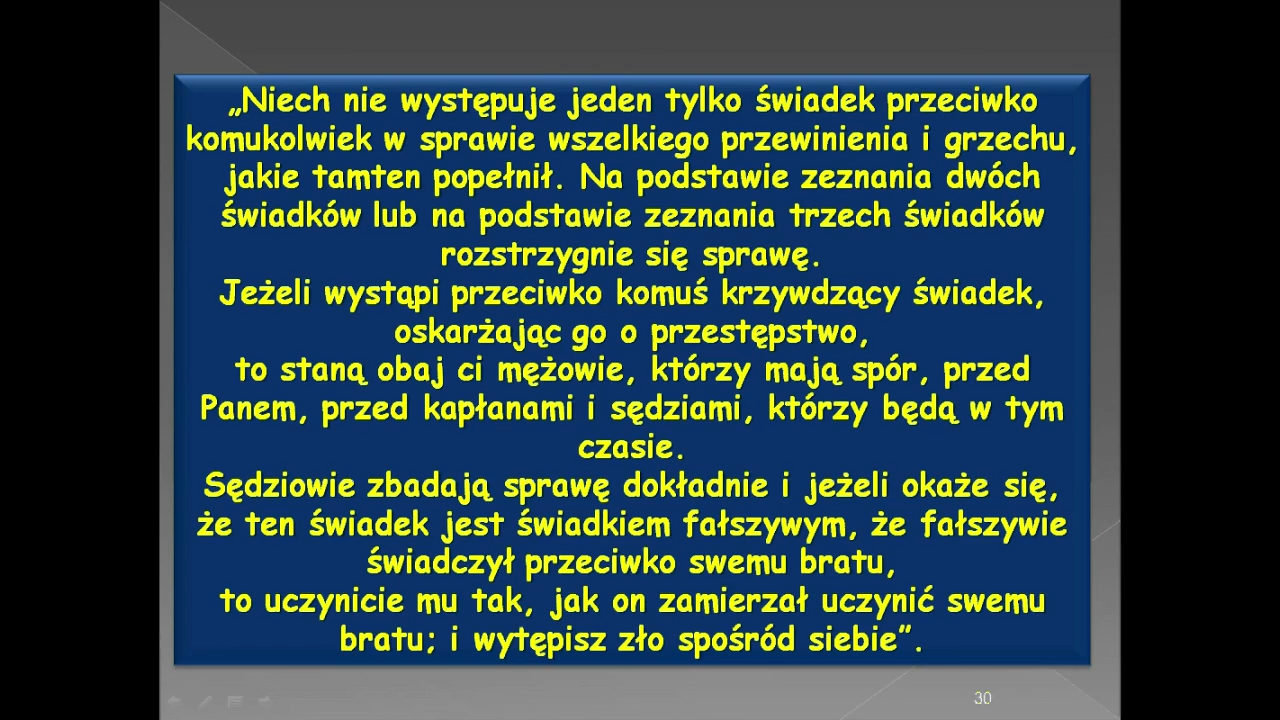 „Niech nie występuje jeden tylko świadek przeciwko
komukolwiek w sprawie wszelkiego przewinienia i grzechu,
jakie tamten popełnił. Na podstawie zeznania dwóch
świadków lub na podstawie zeznania trzech świadków
rozstrzygnie się sprawę.
Jeżeli wystąpi przeciwko komuś krzywdzący świadek,
oskarżając go o przestępstwo,
to staną obaj ci mężowie, którzy mają spór, przed
Panem, przed kapłanami i sędziami, którzy będą w tym
czasie.
Sędziowie zbadają sprawę dokładnie i jeżeli okaże się,
że ten świadek jest świadkiem fałszywym, że fałszywie
świadczył przeciwko swemu bratu,
to uczynicie mu tak, jak on zamierzał uczynić swemu
bratu; i wytępisz zło spośród siebie”.
30